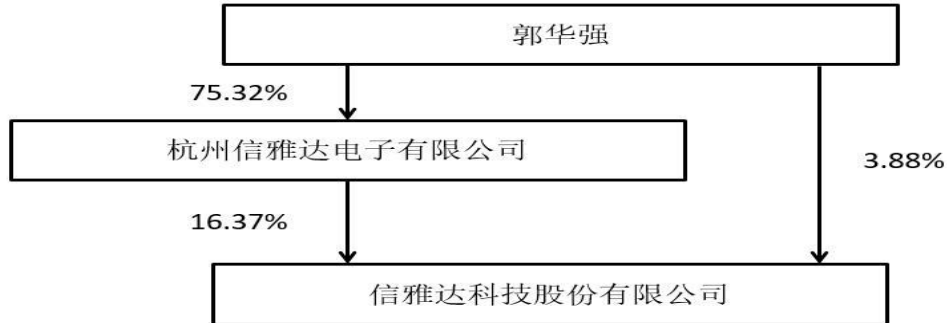 郭华强
75.32%
杭州信雅达电子有限公司
3.88%
16.37%
信雅达科技股份有限公司